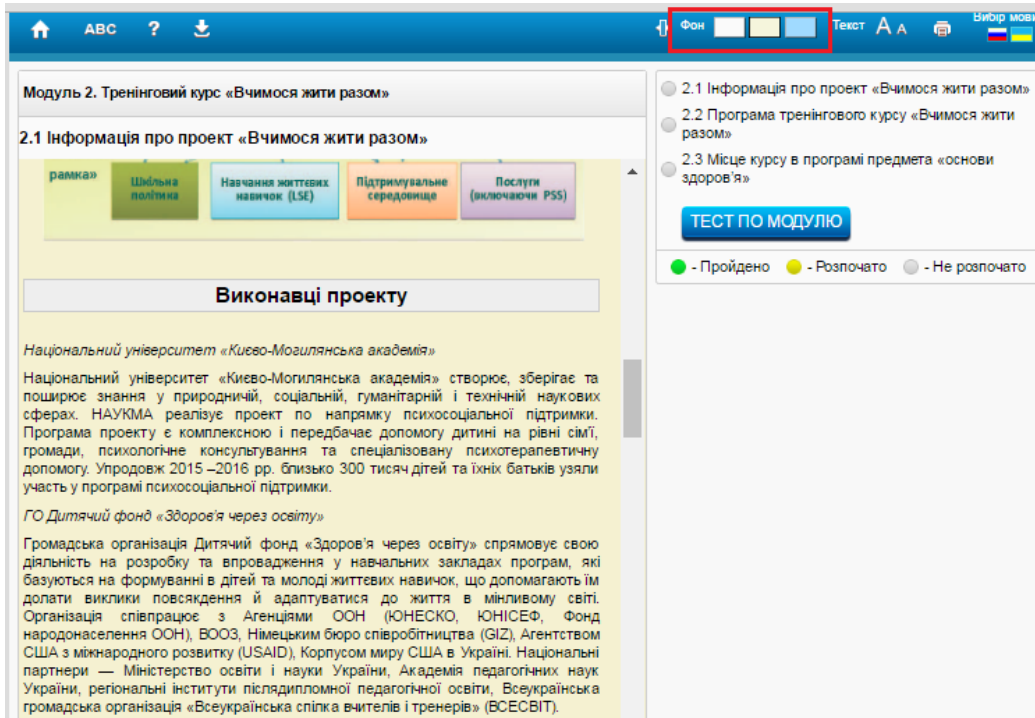 ABC ? Фон Текст А А Вибір мови
Модуль 2. Тренінговий курс «Вчимося жити разом»
2.1 Інформація про проект «Вчимося жити разом»
рамка»
Шкільна політика
Навчання життєвих навичок (LSE)
Підтримувальне середовище
Послуги (включаючи PSS)
Виконавці проекту
Національний університет «Києво-Могилянська академія»
Національний університет «Києво-Могилянська академія» створює, зберігає та
поширює знання у природничій, соціальній, гуманітарній і технічній наукових
сферах. НАУКМА реалізує проект по напрямку психосоціальної підтримки.
Програма проекту є комплексною і передбачає допомогу дитині на рівні сім'ї,
громади, психологічне консультування та спеціалізовану психотерапевтичну
допомогу. Упродовж 2015 –2016 рр. близько 300 тисяч дітей та їхніх батьків узяли
участь у програмі психосоціальної підтримки.
ГО Дитячий фонд «Здоров'я через освіту»
Громадська організація Дитячий фонд «Здоров'я через освіту» спрямовує свою
діяльність на розробку та впровадження у навчальних закладах програм, які
базуються на формуванні в дітей та молоді життєвих навичок, що допомагають їм
долати виклики повсякдення й адаптуватися до життя в мінливому світі.
Організація співпрацює з Агенціями ООН (ЮНЕСКО, ЮНІСЕФ, Фонд
народонаселення ООН), ВООЗ, Німецьким бюро співробітництва (GIZ), Агентством
США з міжнародного розвитку (USAID), Корпусом миру США в Україні. Національні
партнери — Міністерство освіти і науки України, Академія педагогічних наук
України, регіональні інститути післядипломної педагогічної освіти, Всеукраїнська
громадська організація «Всеукраїнська спілка вчителів і тренерів» (ВСЕСВІТ).
2.1 Інформація про проект «Вчимося жити разом»
2.2 Програма тренінгового курсу «Вчимося жити
разом»
2.3 Місце курсу в програмі предмета «основи
здоров'я»
ТЕСТ ПО МОДУЛЮ
- Пройдено - Розпочато - Не розпочато